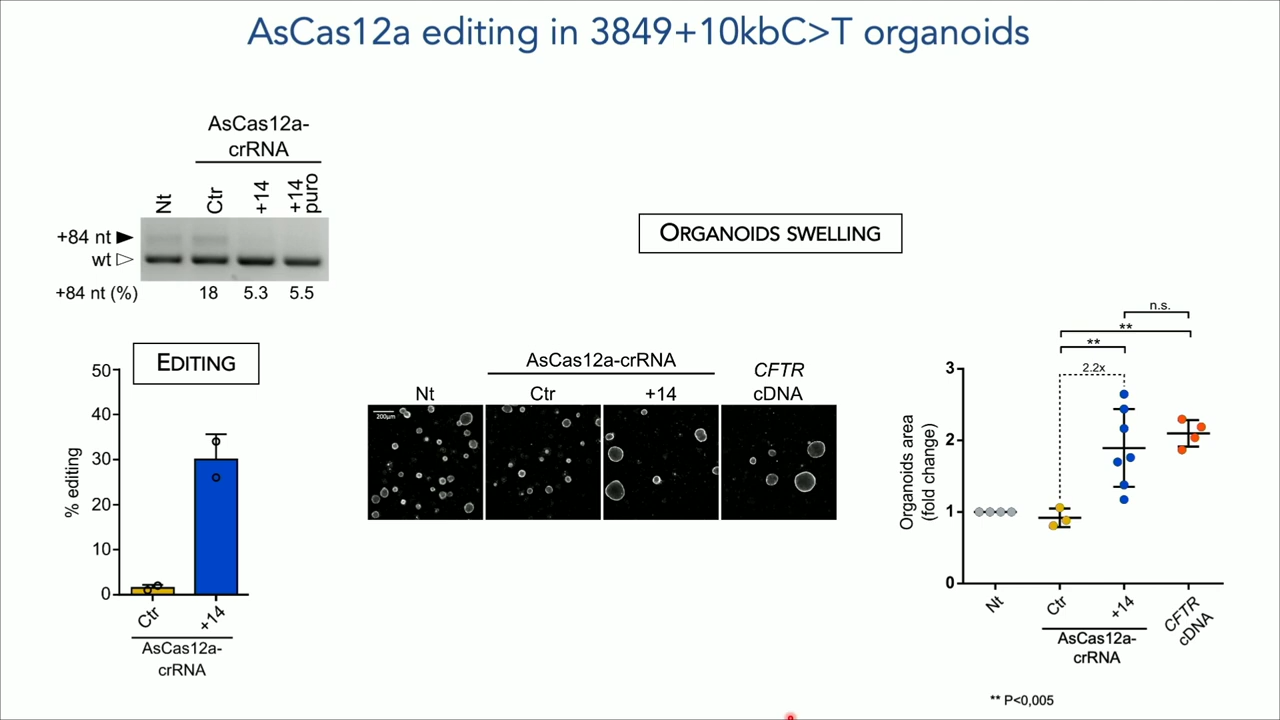 AsCas12a editing in 3849+10kbC>T organoids
AsCas12a-
crRNA
Nt
Ctr
+14
+14
puro
+84 nt
wt
+84 nt (%)
18
5.3
5.5
EDITING
% editing
50
40
30
20
10
0
Ctr
+14
AsCas12a-
crRNA
ORGANOIDS SWELLING
AsCas12a-crRNA
CFTR
cDNA
Nt
Ctr
+14
200µm
n.s.
**
**
2.2x
Organoids area
(fold change)
3
2
1
0
Nt
Ctr
+14
CFTR
cDNA
AsCas12a-
crRNA
** P<0,005